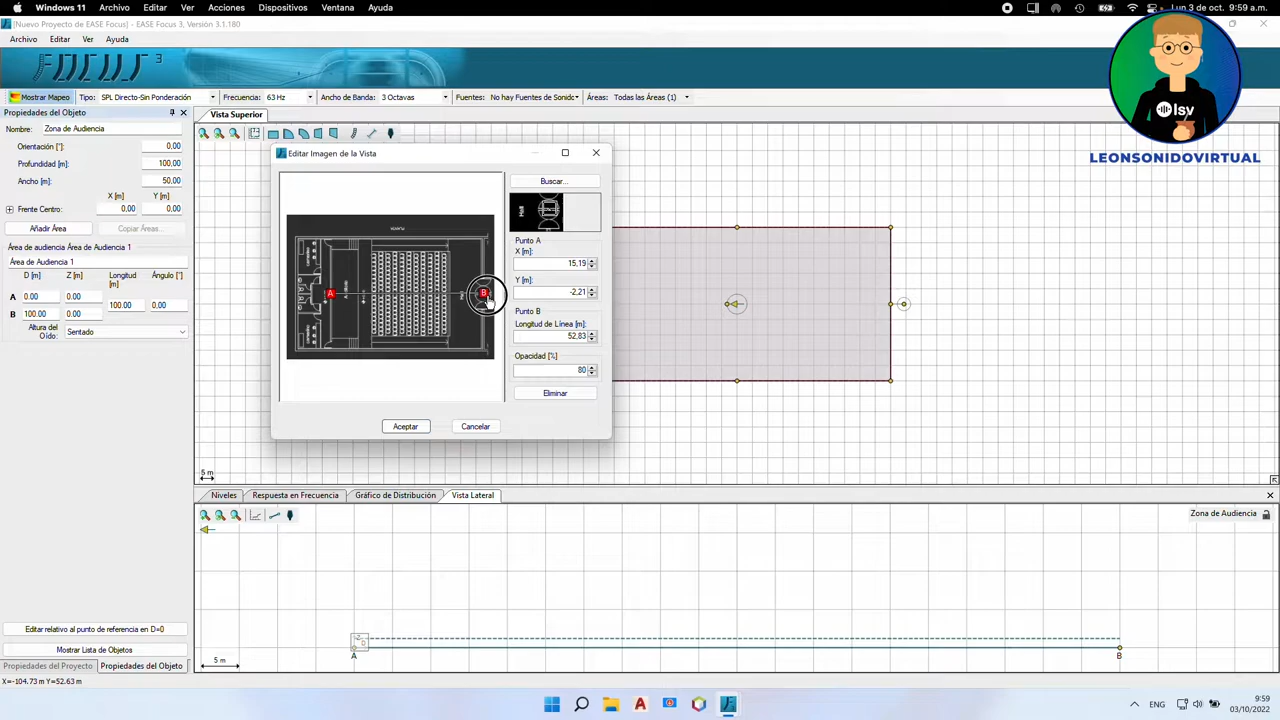 Windows 11 Archivo Editar Ver Acciones Dispositivos Ventana Ayuda Lun 3 de oct. 9:59 a.m.
[Nuevo Proyecto de EASE Focus] - EASE Focus 3, Versión 3.1.180
Archivo Editar Ver Ayuda
FOCUS 3
Mostrar Mapeo Tipo: SPL Directo-Sin Ponderación Frecuencia: 63 Hz Ancho de Banda: 3 Octavas Fuentes: No hay Fuentes de Sonido Áreas: Todas las Áreas (1)
lsv
LEONSONIDOVIRTUAL
Propiedades del Objeto
Nombre: Zona de Audiencia
Orientación [°]: 0,00
Profundidad [m]: 100,00
Ancho [m]: 50,00
X [m] Y [m]
Frente Centro: 0.00 0.00
Añadir Área Copiar Áreas...
Área de audiencia Área de Audiencia 1
Área de Audiencia 1
D [m] Z [m] Longitud [m] Ángulo [°]
A 0.00 0.00 100.00 0,00
B 100.00 0.00
Altura del Oído: Sentado
Editar relativo al punto de referencia en D=0
Mostrar Lista de Objetos
Propiedades del Proyecto Propiedades del Objeto
X=-104.73 m Y=52.63 m
Vista Superior
Editar Imagen de la Vista
A B
Buscar...
Hall
Punto A
X [m]:
15,19
Y [m]:
-2,21
Punto B
Longitud de Línea [m]:
52,83
Opacidad [%]
80
Eliminar
Aceptar Cancelar
5 m
Niveles Respuesta en Frecuencia Gráfico de Distribución Vista Lateral
Zona de Audiencia
A B
5 m
ENG 9:59
03/10/2022